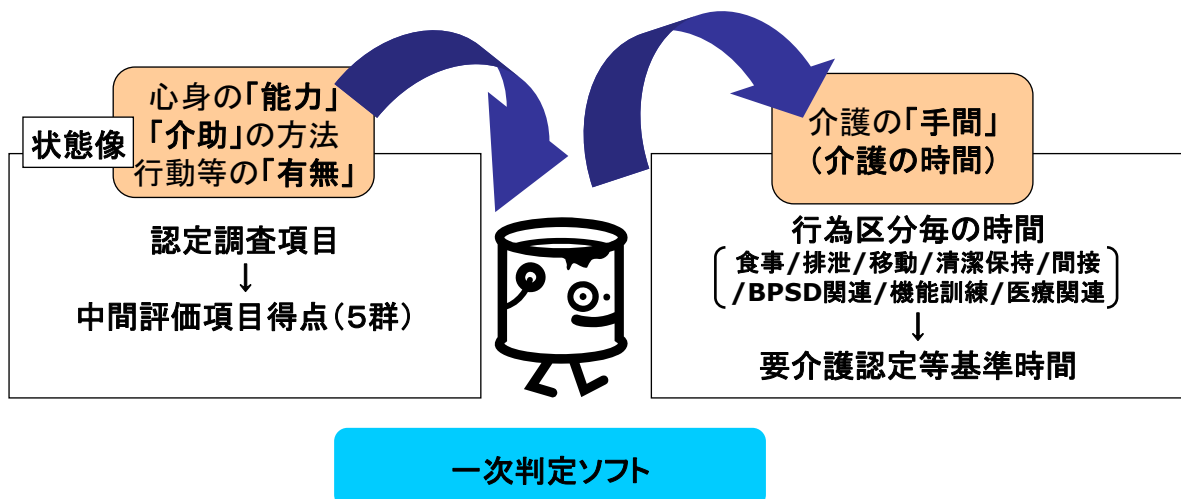 状態像
心身の「能力」
「介助」の方法
行動等の「有無」
認定調査項目
↓
中間評価項目得点(5群)
介護の「手間」
(介護の時間)
行為区分毎の時間
食事/排泄/移動/清潔保持/間接
/BPSD関連/機能訓練/医療関連
↓
要介護認定等基準時間
一次判定ソフト